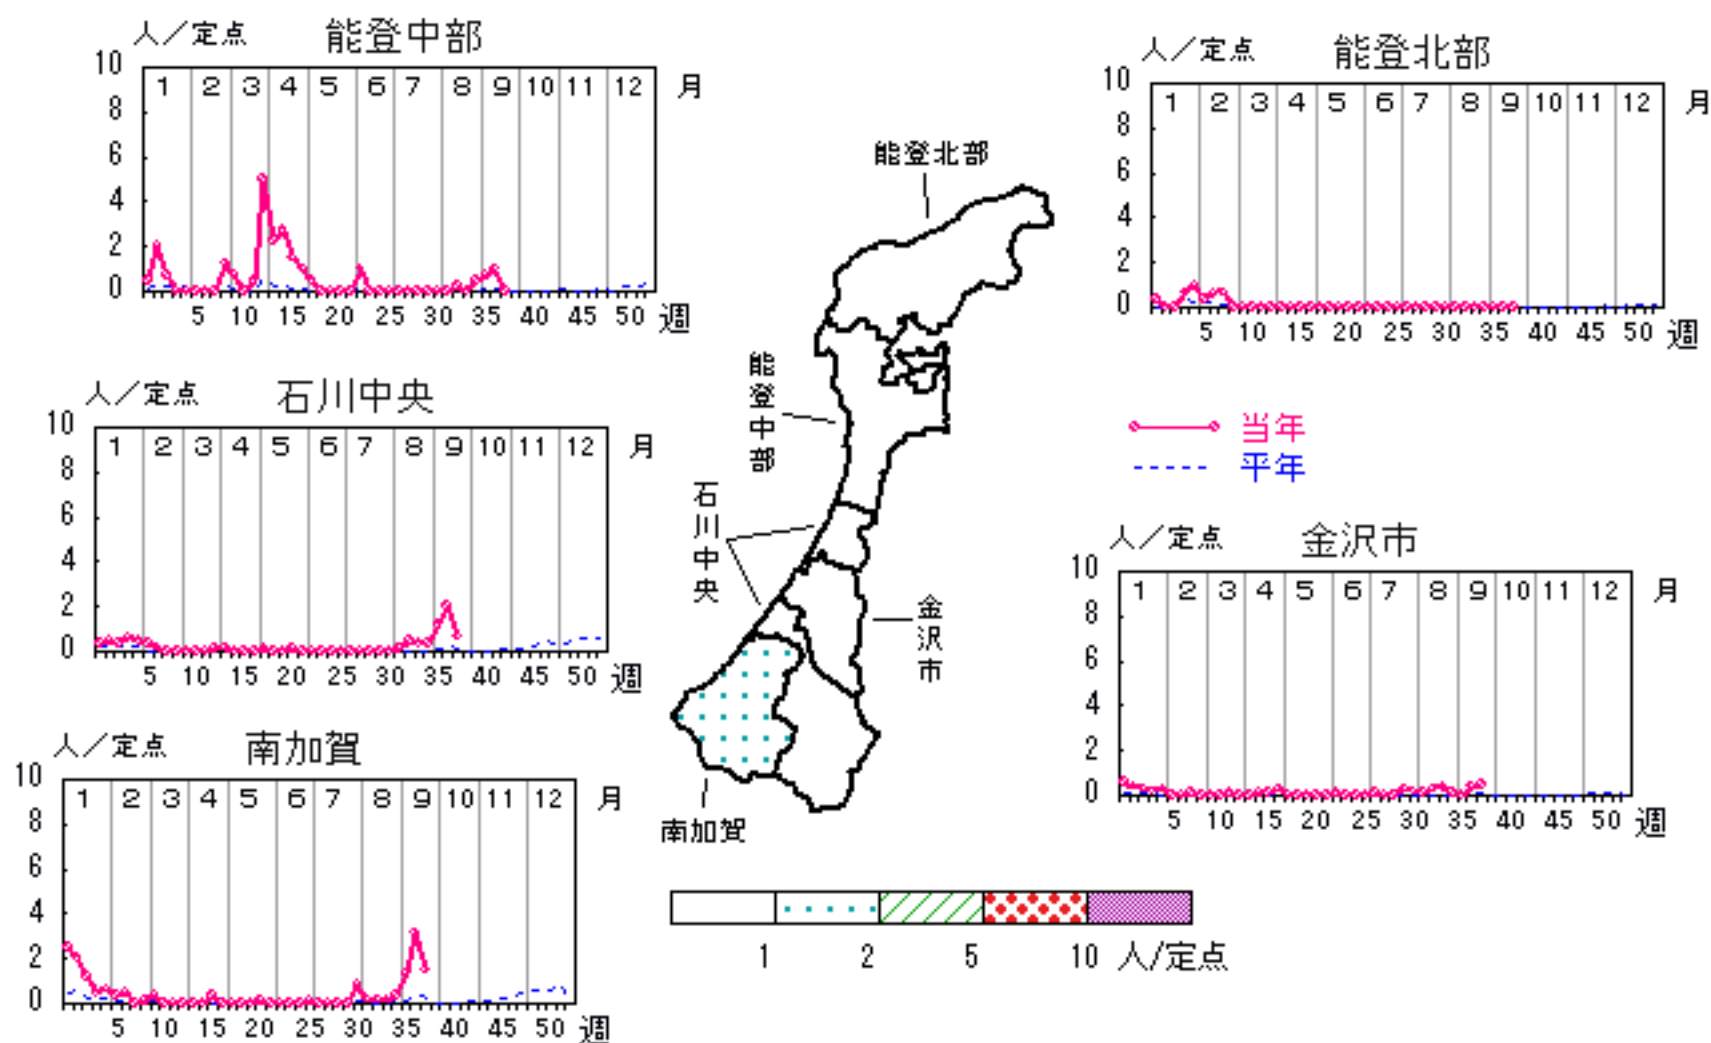 人／定点 能登中部
10 8 6 4 2 0
1 2 3 4 5 6 7 8 9 10 11 12 月
5 10 15 20 25 30 35 40 45 50 週
人／定点 能登北部
10 8 6 4 2 0
1 2 3 4 5 6 7 8 9 10 11 12 月
5 10 15 20 25 30 35 40 45 50 週
人／定点 石川中央
10 8 6 4 2 0
1 2 3 4 5 6 7 8 9 10 11 12 月
5 10 15 20 25 30 35 40 45 50 週
当年
平年
人／定点 金沢市
10 8 6 4 2 0
1 2 3 4 5 6 7 8 9 10 11 12 月
5 10 15 20 25 30 35 40 45 50 週
人／定点 南加賀
10 8 6 4 2 0
1 2 3 4 5 6 7 8 9 10 11 12 月
5 10 15 20 25 30 35 40 45 50 週
能登北部
能登中部
石川中央
金沢市
南加賀
1 2 5 10 人/定点